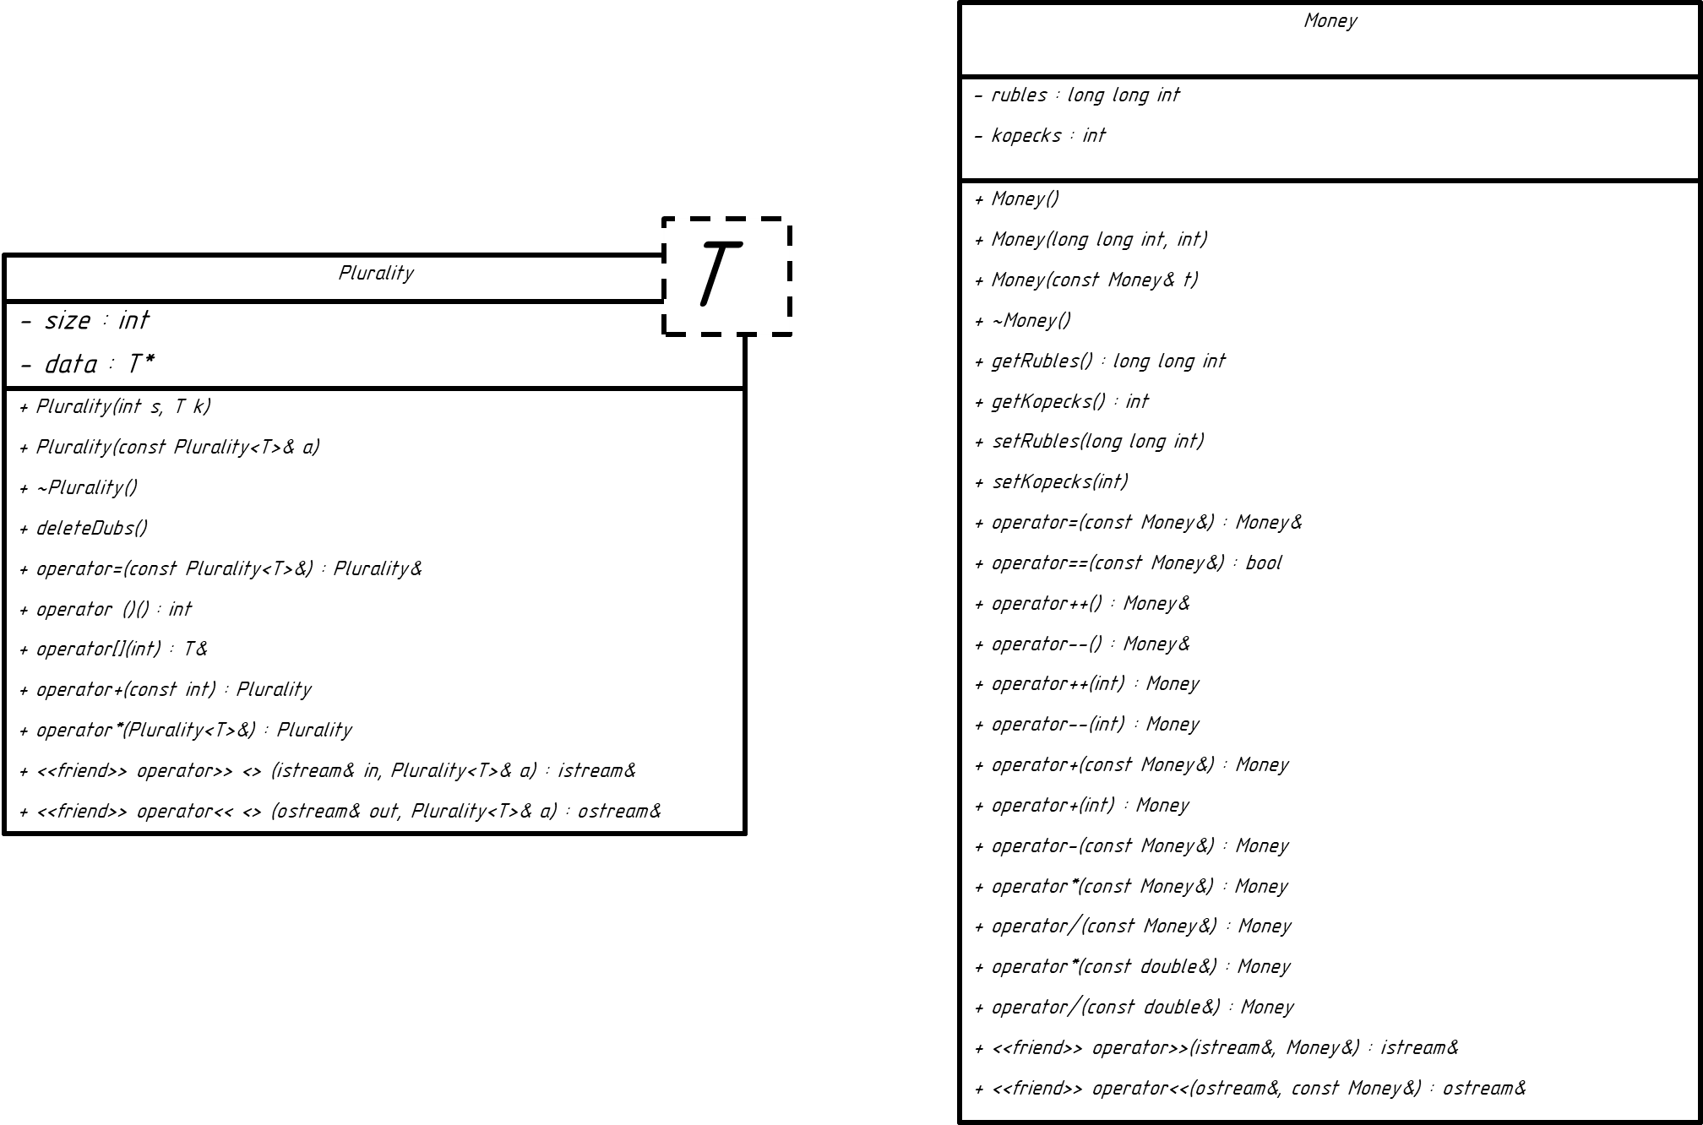 T
Plurality
- size : int
- data : T*
+ Plurality(int s, T k)
+ Plurality(const Plurality<T>& a)
+ ~Plurality()
+ deleteDubs()
+ operator=(const Plurality<T>&) : Plurality&
+ operator ()() : int
+ operator[](int) : T&
+ operator+(const int) : Plurality
+ operator*(Plurality<T>&) : Plurality
+ <<friend>> operator>> <> (istream& in, Plurality<T>& a) : istream&
+ <<friend>> operator<< <> (ostream& out, Plurality<T>& a) : ostream&
Money
- rubles : long long int
- kopecks : int
+ Money()
+ Money(long long int, int)
+ Money(const Money& t)
+ ~Money()
+ getRubles() : long long int
+ getKopecks() : int
+ setRubles(long long int)
+ setKopecks(int)
+ operator=(const Money&) : Money&
+ operator==(const Money&) : bool
+ operator++() : Money&
+ operator--() : Money&
+ operator++(int) : Money
+ operator--(int) : Money
+ operator+(const Money&) : Money
+ operator+(int) : Money
+ operator-(const Money&) : Money
+ operator*(const Money&) : Money
+ operator/(const Money&) : Money
+ operator*(const double&) : Money
+ operator/(const double&) : Money
+ <<friend>> operator>>(istream&, Money&) : istream&
+ <<friend>> operator<<(ostream&, const Money&) : ostream&